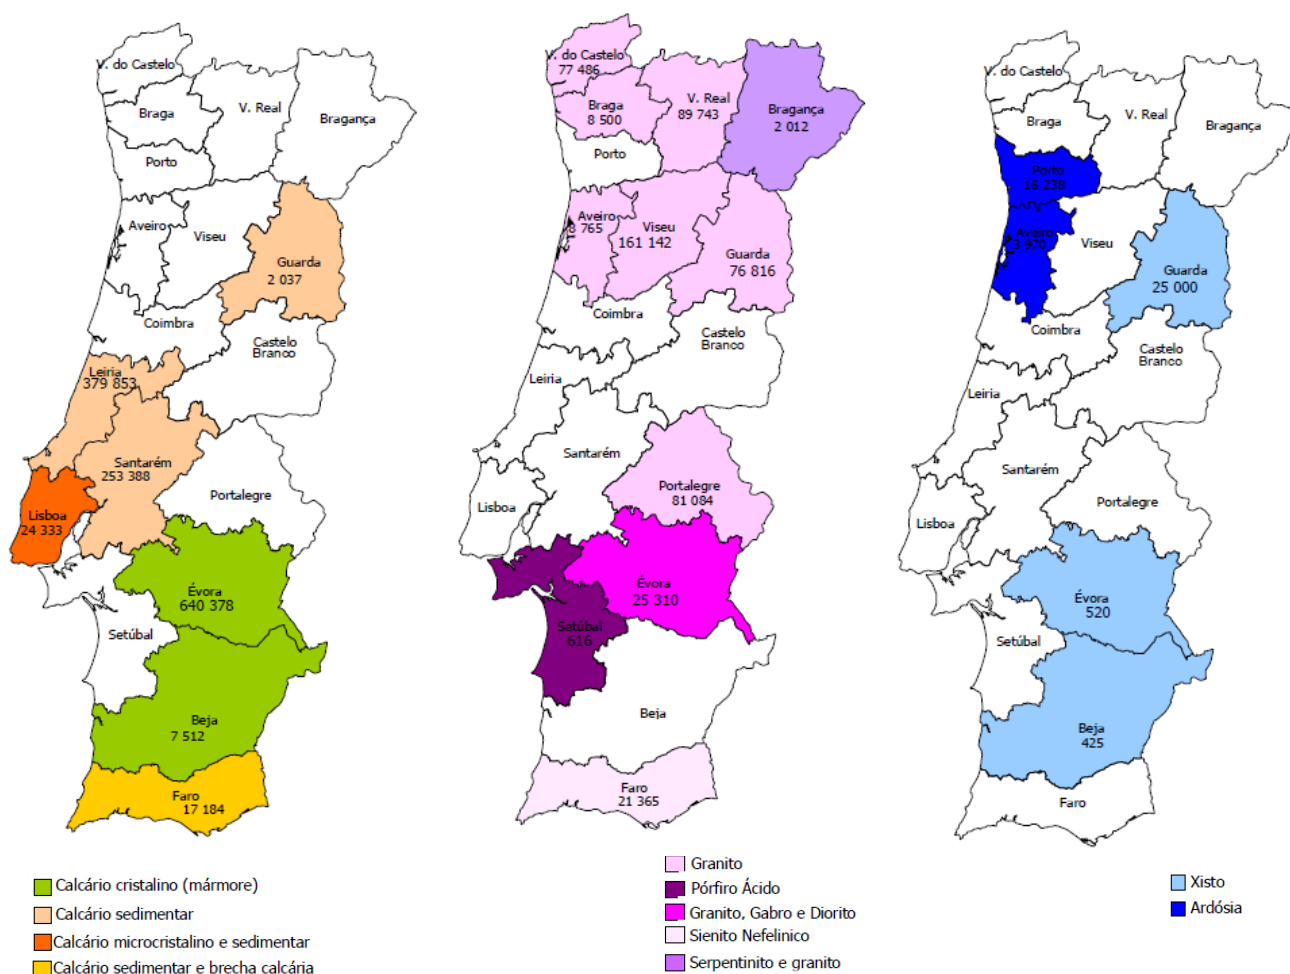 V. do Castelo
Braga
V. Real
Bragança
Porto
Aveiro
Viseu
Guarda
2 037
Coimbra
Castelo
Branco
Leiria
379 853
Santarém
253 388
Portalegre
Lisboa
24 333
Évora
640 378
Setúbal
Beja
7 512
Faro
17 184
Calcário cristalino (mármore)
Calcário sedimentar
Calcário microcristalino e sedimentar
Calcário sedimentar e brecha calcária
V. do Castelo
77 486
Braga
8 500
V. Real
89 743
Bragança
2 012
Porto
Aveiro
8 765
Viseu
161 142
Guarda
76 816
Coimbra
Castelo
Branco
Leiria
Santarém
Portalegre
81 084
Lisboa
Évora
25 310
Setúbal
616
Beja
Faro
21 365
Granito
Pórfiro Ácido
Granito, Gabro e Diorito
Sienito Nefelinico
Serpentinito e granito
V. do Castelo
Braga
V. Real
Bragança
Porto
16 238
Aveiro
3 970
Viseu
Guarda
25 000
Coimbra
Castelo
Branco
Leiria
Santarém
Portalegre
Lisboa
Évora
520
Setúbal
Beja
425
Faro
Xisto
Ardósia